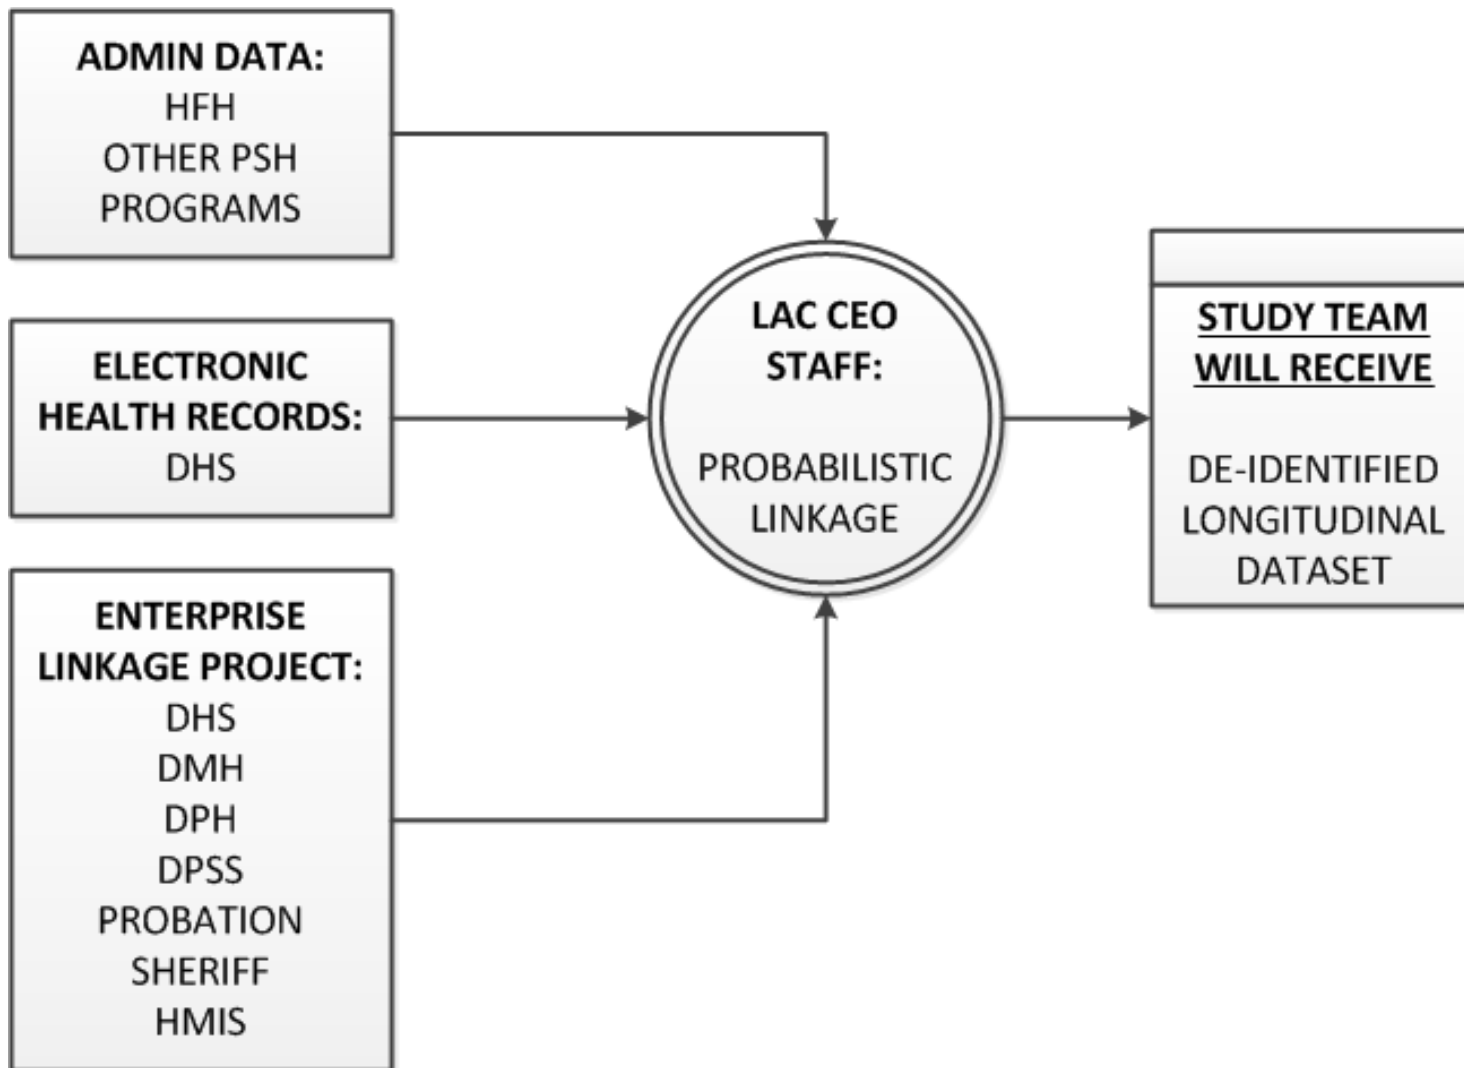 ADMIN DATA:
HFH
OTHER PSH
PROGRAMS
ELECTRONIC
HEALTH RECORDS:
DHS
ENTERPRISE
LINKAGE PROJECT:
DHS
DMH
DPH
DPSS
PROBATION
SHERIFF
HMIS
LAC CEO
STAFF:
PROBABILISTIC
LINKAGE
STUDY TEAM
WILL RECEIVE
DE-IDENTIFIED
LONGITUDINAL
DATASET